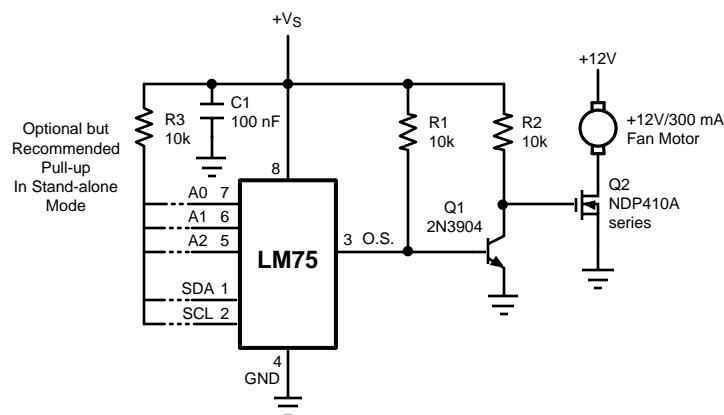 +VS
+12V
C1
100 nF
R3
10k
R1
10k
R2
10k
+12V/300 mA
Fan Motor
Optional but
Recommended
Pull-up
In Stand-alone
Mode
8
Q2
NDP410A
series
A0 7
A1 6
A2 5
Q1
2N3904
3 O.S.
LM75
SDA 1
SCL 2
4
GND